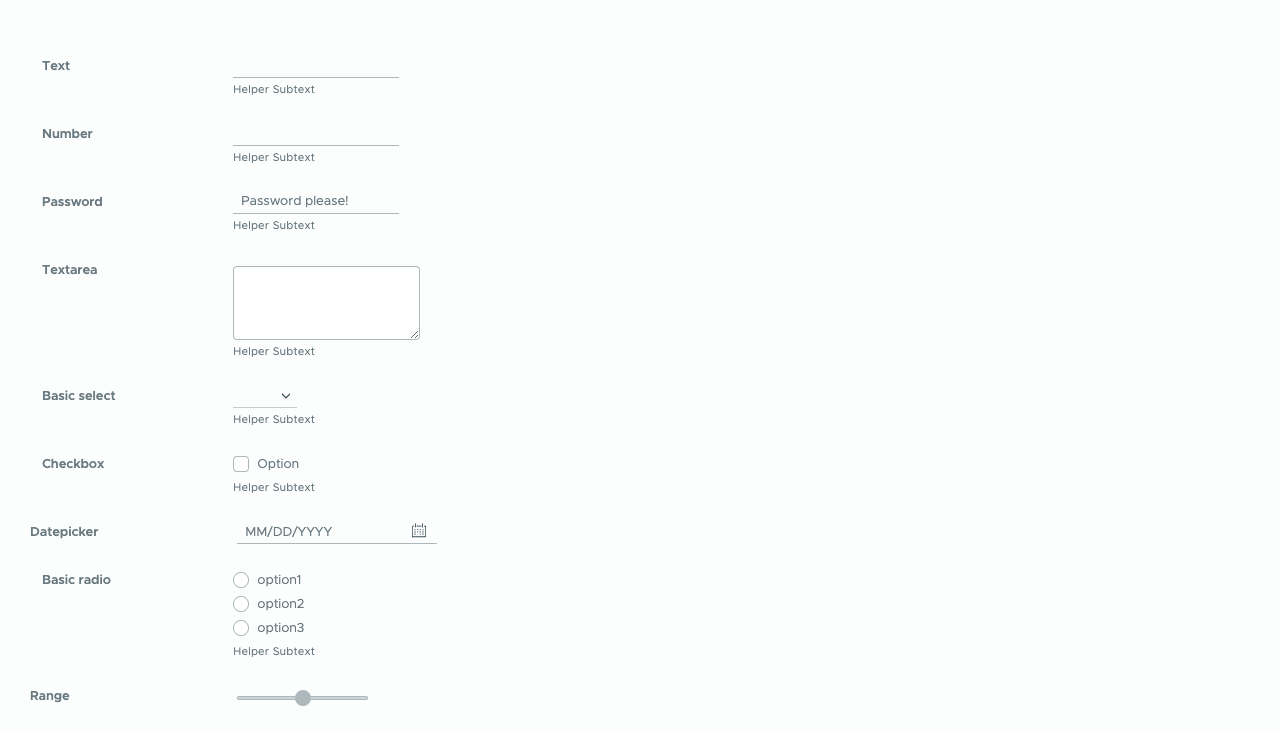 Text
Helper Subtext
Number
Helper Subtext
Password Password please!
Helper Subtext
Textarea
Helper Subtext
Basic select
Helper Subtext
Checkbox Option
Helper Subtext
Datepicker MM/DD/YYYY
Basic radio option1
option2
option3
Helper Subtext
Range